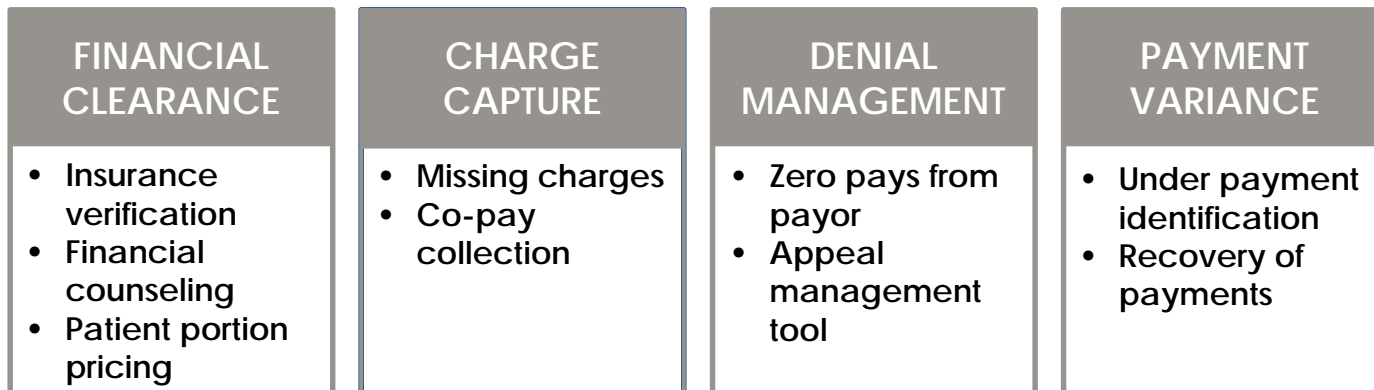 FINANCIAL
CLEARANCE
• Insurance
verification
• Financial
counseling
• Patient portion
pricing
CHARGE
CAPTURE
• Missing charges
• Co-pay
collection
DENIAL
MANAGEMENT
• Zero pays from
payor
• Appeal
management
tool
PAYMENT
VARIANCE
• Under payment
identification
• Recovery of
payments